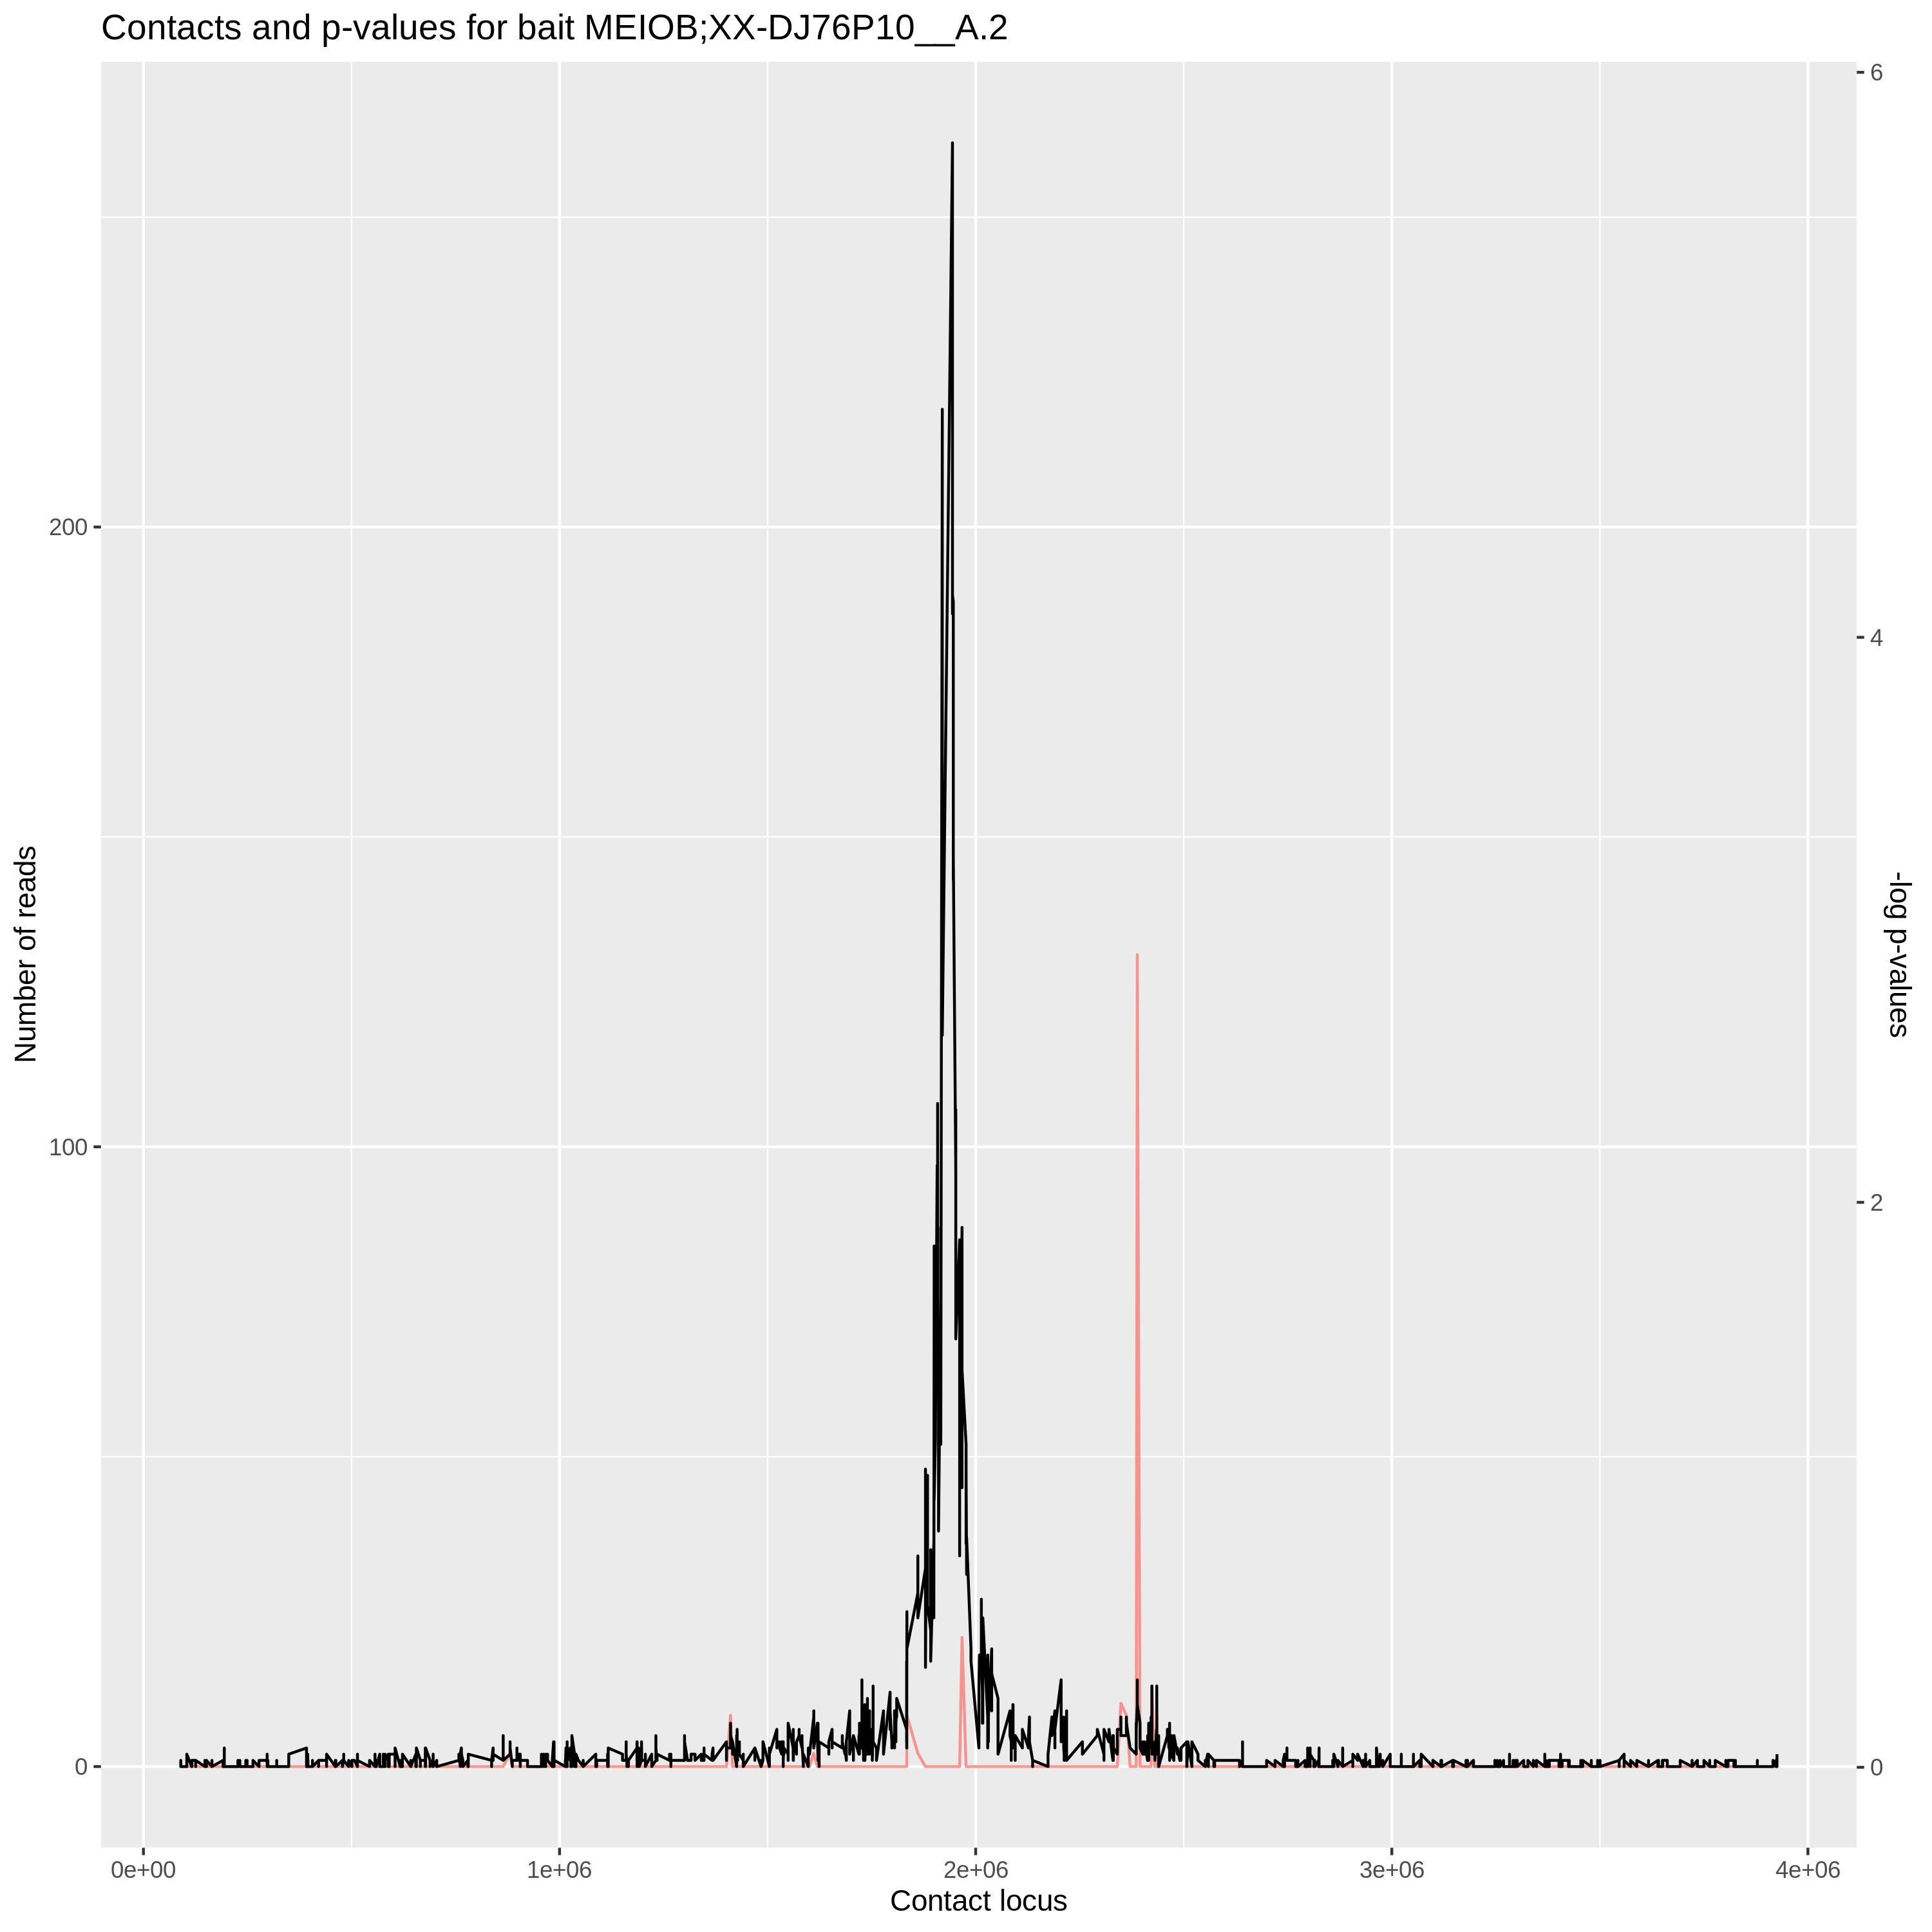 Contacts and p-values for bait MEIOB;XX-DJ76P10__A.2
6
200
4
Number of reads
-log p-values
100
2
0
0
0e+00
1e+06
2e+06
3e+06
4e+06
Contact locus